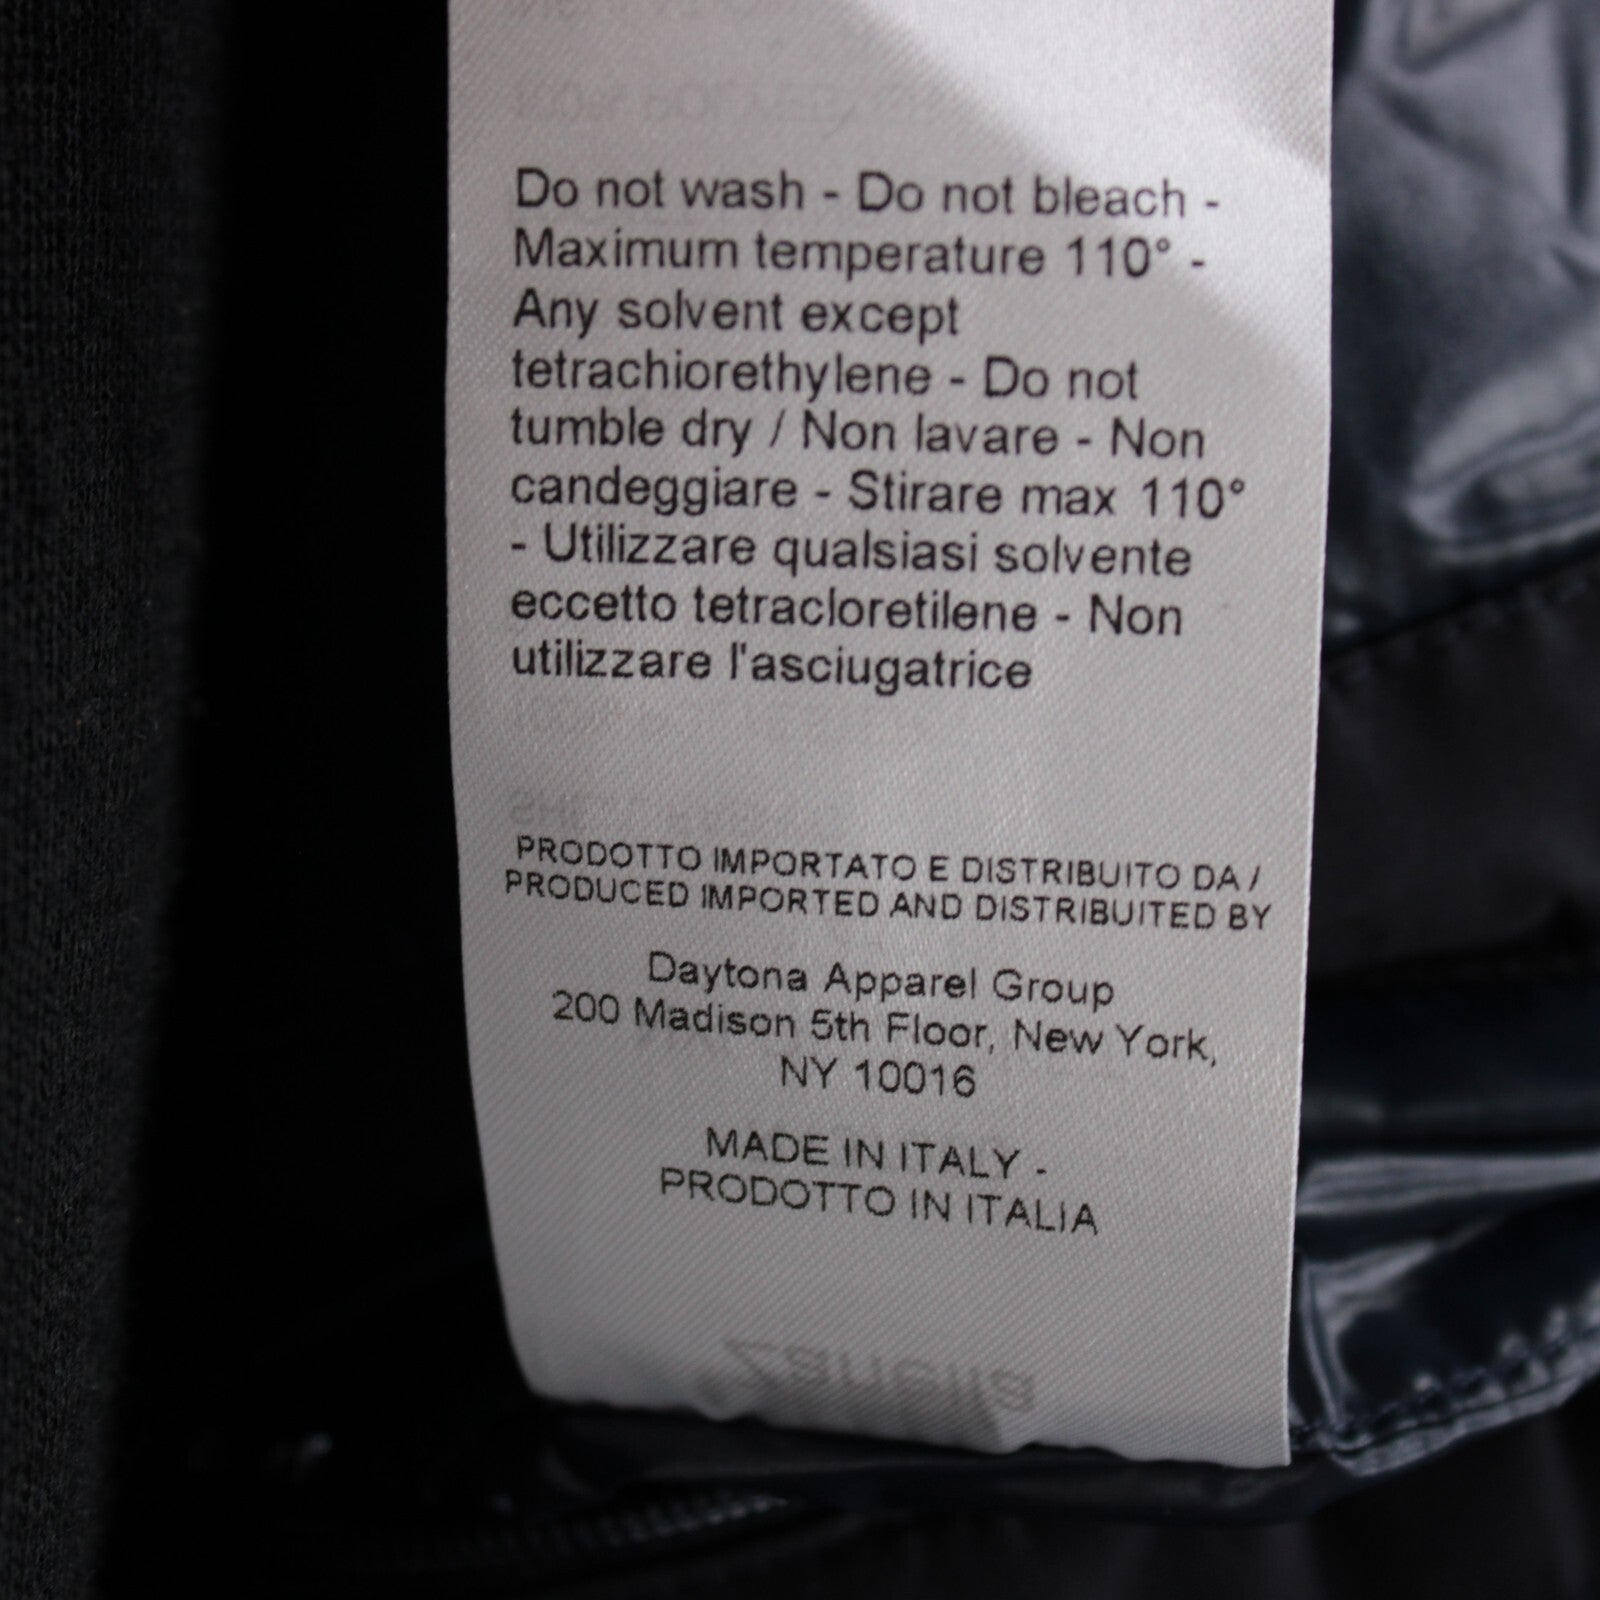 Do not wash - Do not bleach -
Maximum temperature 110° -
Any solvent except
tetrachiorethylene - Do not
tumble dry / Non lavare - Non
candeggiare - Stirare max 110°
- Utilizzare qualsiasi solvente
eccetto tetracloretilene - Non
utilizzare l'asciugatrice
PRODOTTO IMPORTATO E DISTRIBUITO DA /
PRODUCED IMPORTED AND DISTRIBUITED BY
Daytona Apparel Group
200 Madison 5th Floor, New York,
NY 10016
MADE IN ITALY -
PRODOTTO IN ITALIA
Zanella